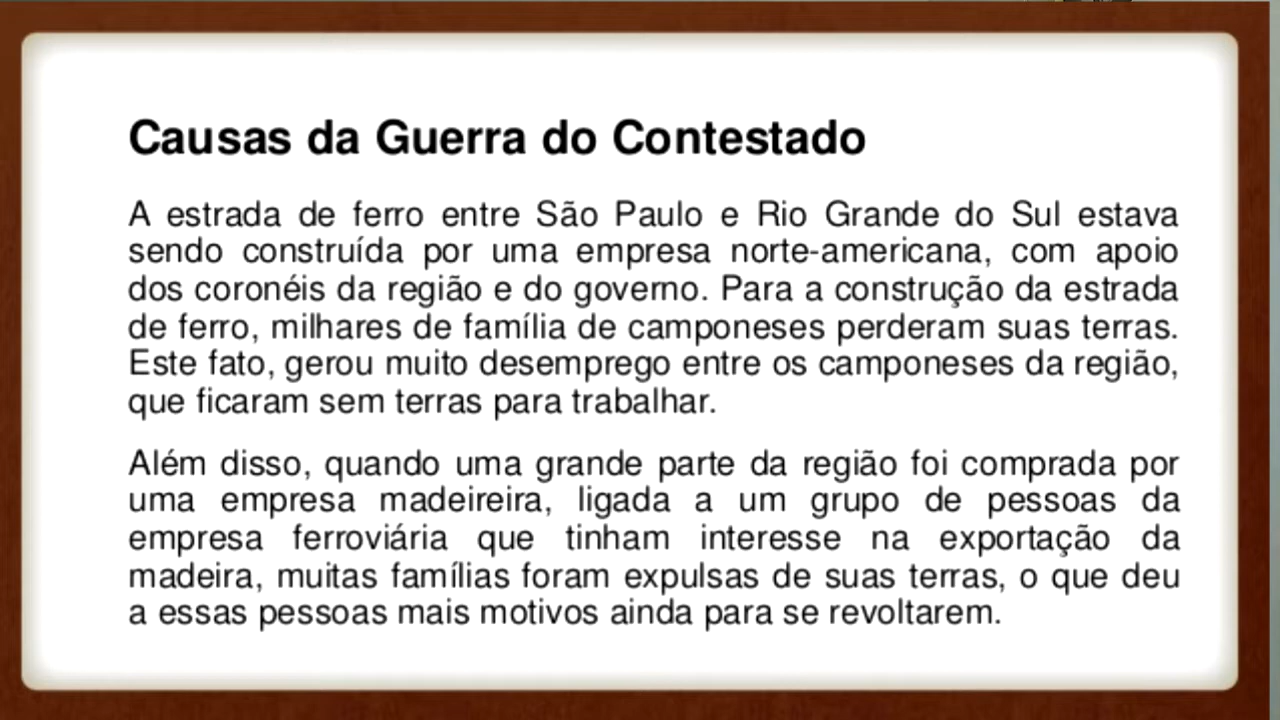 Causas da Guerra do Contestado
A estrada de ferro entre São Paulo e Rio Grande do Sul estava
sendo construída por uma empresa norte-americana, com apoio
dos coronéis da região e do governo. Para a construção da estrada
de ferro, milhares de família de camponeses perderam suas terras.
Este fato, gerou muito desemprego entre os camponeses da região,
que ficaram sem terras para trabalhar.
Além disso, quando uma grande parte da região foi comprada por
uma empresa madeireira, ligada a um grupo de pessoas da
empresa ferroviária que tinham interesse na exportação da
madeira, muitas famílias foram expulsas de suas terras, o que deu
a essas pessoas mais motivos ainda para se revoltarem.